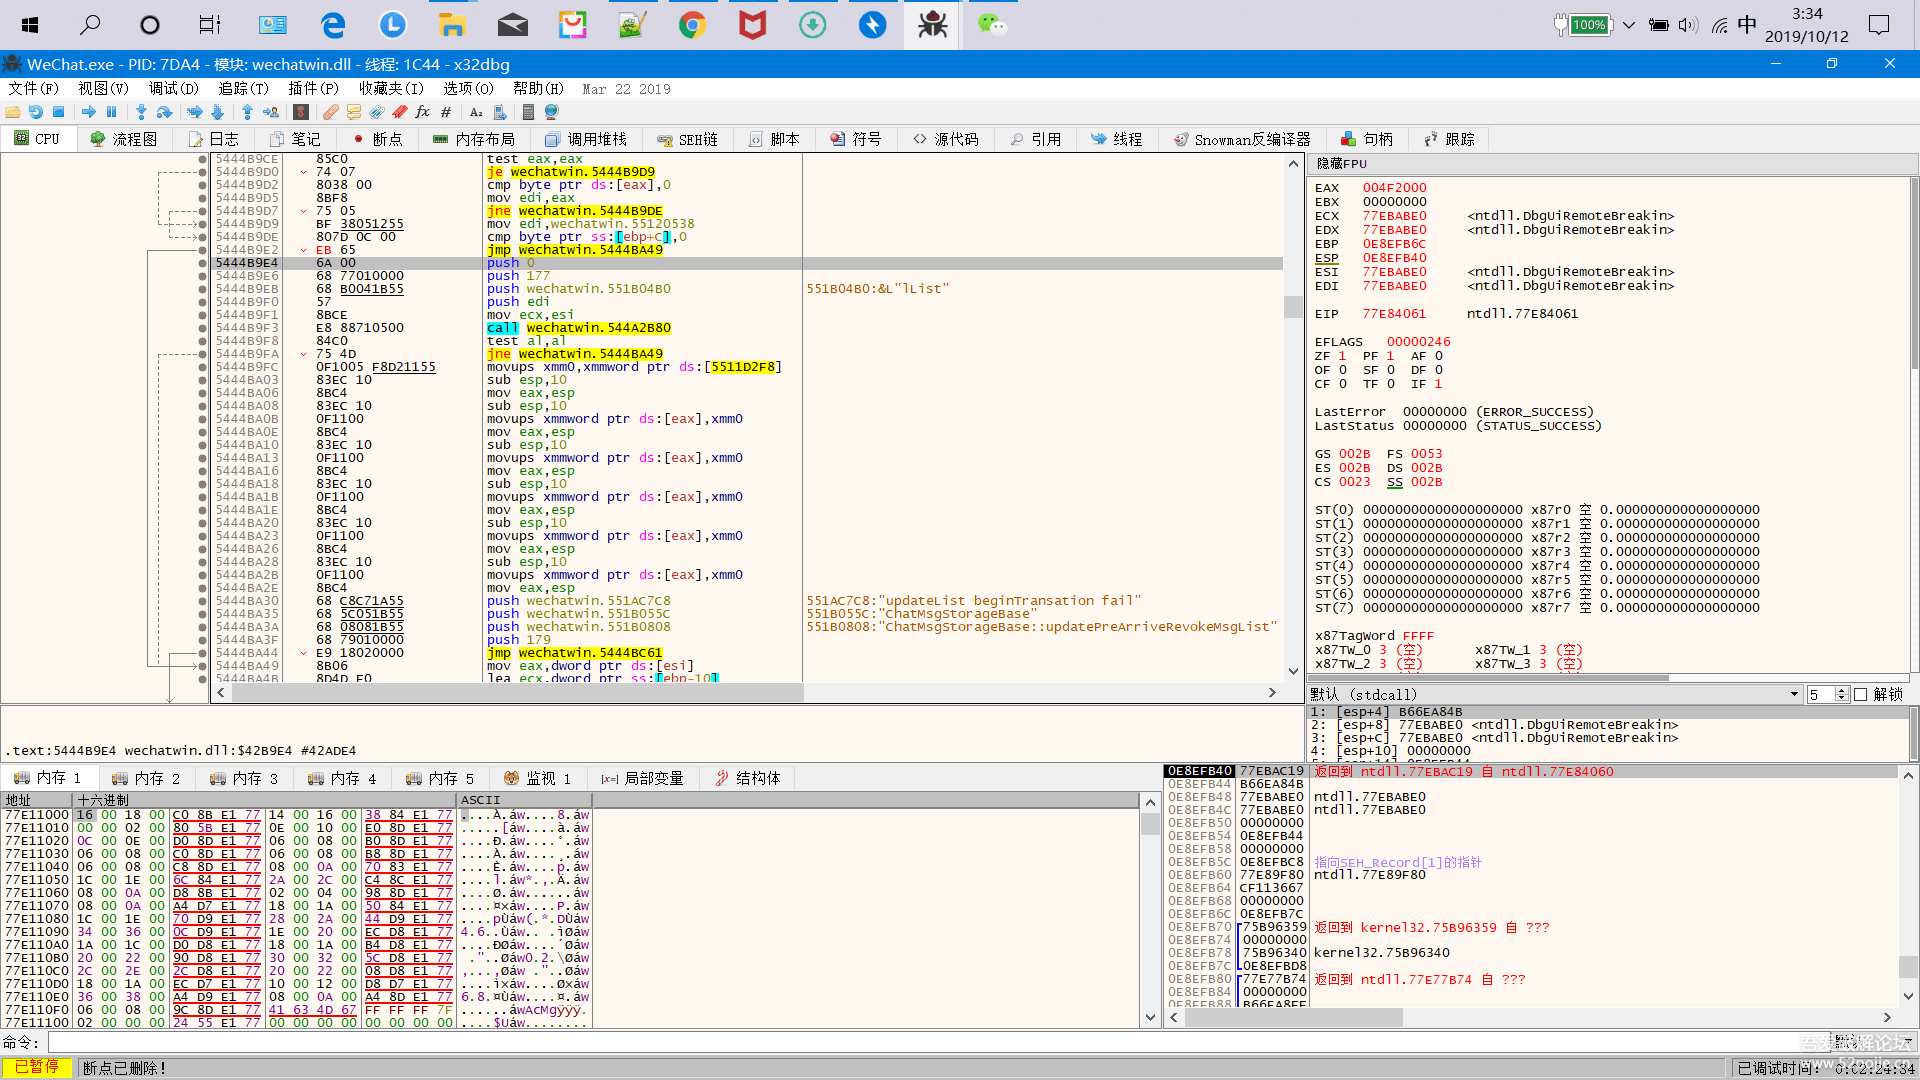 100%
中
3:34
2019/10/12
WeChat.exe - PID: 7DA4 - 模块: wechatwin.dll - 线程: 1C44 - x32dbg
文件(F) 视图(V) 调试(D) 追踪(T) 插件(P) 收藏夹(I) 选项(O) 帮助(H) Mar 22 2019
CPU 流程图 日志 笔记 断点 内存布局 调用堆栈 SEH链 脚本 符号 源代码 引用 线程 Snowman反编译器 句柄 跟踪
5444B9CE 85C0 test eax,eax
5444B9D0 74 07 je wechatwin.5444B9D9
5444B9D2 8038 00 cmp byte ptr ds:[eax],0
5444B9D5 8BF8 mov edi,eax
5444B9D7 75 05 jne wechatwin.5444B9DE
5444B9D9 BF 38051255 mov edi,wechatwin.55120538
5444B9DE 807D 0C 00 cmp byte ptr ss:[ebp+C],0
5444B9E2 EB 65 jmp wechatwin.5444BA49
5444B9E4 6A 00 push 0
5444B9E6 68 77010000 push 177
5444B9EB 68 B0041B55 push wechatwin.551B04B0 551B04B0:&L"lList"
5444B9F0 57 push edi
5444B9F1 8BCE mov ecx,esi
5444B9F3 E8 88710500 call wechatwin.544A2B80
5444B9F8 84C0 test al,al
5444B9FA 75 4D jne wechatwin.5444BA49
5444B9FC 0F1005 F8D21155 movups xmm0,xmmword ptr ds:[5511D2F8]
5444BA03 83EC 10 sub esp,10
5444BA06 8BC4 mov eax,esp
5444BA08 83EC 10 sub esp,10
5444BA0B 0F1100 movups xmmword ptr ds:[eax],xmm0
5444BA0E 8BC4 mov eax,esp
5444BA10 83EC 10 sub esp,10
5444BA13 0F1100 movups xmmword ptr ds:[eax],xmm0
5444BA16 8BC4 mov eax,esp
5444BA18 83EC 10 sub esp,10
5444BA1B 0F1100 movups xmmword ptr ds:[eax],xmm0
5444BA1E 8BC4 mov eax,esp
5444BA20 83EC 10 sub esp,10
5444BA23 0F1100 movups xmmword ptr ds:[eax],xmm0
5444BA26 8BC4 mov eax,esp
5444BA28 83EC 10 sub esp,10
5444BA2B 0F1100 movups xmmword ptr ds:[eax],xmm0
5444BA2E 8BC4 mov eax,esp
5444BA30 68 C8C71A55 push wechatwin.551AC7C8 551AC7C8:"updateList beginTransation fail"
5444BA35 68 5C051B55 push wechatwin.551B055C 551B055C:"ChatMsgStorageBase"
5444BA3A 68 08081B55 push wechatwin.551B0808 551B0808:"ChatMsgStorageBase::updatePreArriveRevokeMsgList"
5444BA3F 68 79010000 push 179
5444BA44 E9 18020000 jmp wechatwin.5444BC61
5444BA49 8B06 mov eax,dword ptr ds:[esi]
5444BA4B 8D4D F0 lea ecx,dword ptr ss:[ebp-10]
.text:5444B9E4 wechatwin.dll:$42B9E4 #42ADE4
隐藏FPU
EAX 004F2000
EBX 00000000
ECX 77EBABE0 <ntdll.DbgUiRemoteBreakin>
EDX 77EBABE0 <ntdll.DbgUiRemoteBreakin>
EBP 0E8EFB6C
ESP 0E8EFB40
ESI 77EBABE0 <ntdll.DbgUiRemoteBreakin>
EDI 77EBABE0 <ntdll.DbgUiRemoteBreakin>
EIP 77E84061 ntdll.77E84061
EFLAGS 00000246
ZF 1 PF 1 AF 0
OF 0 SF 0 DF 0
CF 0 TF 0 IF 1
LastError 00000000 (ERROR_SUCCESS)
LastStatus 00000000 (STATUS_SUCCESS)
GS 002B FS 0053
ES 002B DS 002B
CS 0023 SS 002B
ST(0) 00000000000000000000 x87r0 空 0.000000000000000000
ST(1) 00000000000000000000 x87r1 空 0.000000000000000000
ST(2) 00000000000000000000 x87r2 空 0.000000000000000000
ST(3) 00000000000000000000 x87r3 空 0.000000000000000000
ST(4) 00000000000000000000 x87r4 空 0.000000000000000000
ST(5) 00000000000000000000 x87r5 空 0.000000000000000000
ST(6) 00000000000000000000 x87r6 空 0.000000000000000000
ST(7) 00000000000000000000 x87r7 空 0.000000000000000000
x87TagWord FFFF
x87TW_0 3 (空) x87TW_1 3 (空)
x87TW_2 3 (空) x87TW_3 3 (空)
默认 (stdcall) 5 解锁
1: [esp+4] B66EA84B
2: [esp+8] 77EBABE0 <ntdll.DbgUiRemoteBreakin>
3: [esp+C] 77EBABE0 <ntdll.DbgUiRemoteBreakin>
4: [esp+10] 00000000
内存 1 内存 2 内存 3 内存 4 内存 5 监视 1 局部变量 结构体
地址 十六进制 ASCII
77E11000 16 00 18 00 C0 8B E1 77 14 00 16 00 38 84 E1 77
77E11010 00 00 02 00 80 5B E1 77 0E 00 10 00 E0 8D E1 77
77E11020 0C 00 0E 00 D0 8D E1 77 06 00 08 00 B0 8D E1 77
77E11030 06 00 08 00 C0 8D E1 77 06 00 08 00 B8 8D E1 77
77E11040 06 00 08 00 C8 8D E1 77 08 00 0A 00 70 83 E1 77
77E11050 1C 00 1E 00 6C 84 E1 77 2A 00 2C 00 C4 8C E1 77
77E11060 08 00 0A 00 D8 8B E1 77 02 00 04 00 98 8D E1 77
77E11070 08 00 0A 00 A4 D7 E1 77 18 00 1A 00 50 84 E1 77
77E11080 1C 00 1E 00 70 D9 E1 77 28 00 2A 00 44 D9 E1 77
77E11090 34 00 36 00 0C D9 E1 77 1E 00 20 00 EC D8 E1 77
77E110A0 1A 00 1C 00 D0 D8 E1 77 18 00 1A 00 B4 D8 E1 77
77E110B0 20 00 22 00 90 D8 E1 77 30 00 32 00 5C D8 E1 77
77E110C0 2C 00 2E 00 2C D8 E1 77 20 00 22 00 08 D8 E1 77
77E110D0 18 00 1A 00 EC D7 E1 77 10 00 12 00 D8 D7 E1 77
77E110E0 36 00 38 00 A4 D9 E1 77 08 00 0A 00 A4 8D E1 77
77E110F0 06 00 08 00 9C 8D E1 77 41 63 4D 67 FF FF FF 7F
77E11100 02 00 00 00 24 55 E1 77 00 00 00 00 00 00 00 00
0E8EFB40 77EBAC19 返回到 ntdll.77EBAC19 自 ntdll.77E84060
0E8EFB44 B66EA84B
0E8EFB48 77EBABE0 ntdll.77EBABE0
0E8EFB4C 77EBABE0 ntdll.77EBABE0
0E8EFB50 00000000
0E8EFB54 0E8EFB44
0E8EFB58 00000000
0E8EFB5C 0E8EFBC8 指向SEH_Record[1]的指针
0E8EFB60 77E89F80 ntdll.77E89F80
0E8EFB64 CF113667
0E8EFB68 00000000
0E8EFB6C 0E8EFB7C
0E8EFB70 75B96359 返回到 kernel32.75B96359 自 ???
0E8EFB74 00000000
0E8EFB78 75B96340 kernel32.75B96340
0E8EFB7C 0E8EFBD8
0E8EFB80 77E77B74 返回到 ntdll.77E77B74 自 ???
0E8EFB84 00000000
0E8EFB88 B66EA8FF
命令:
吾爱破解论坛
www.52pojie.cn
已暂停 断点已删除! 已调试时间: 0:02:24:34